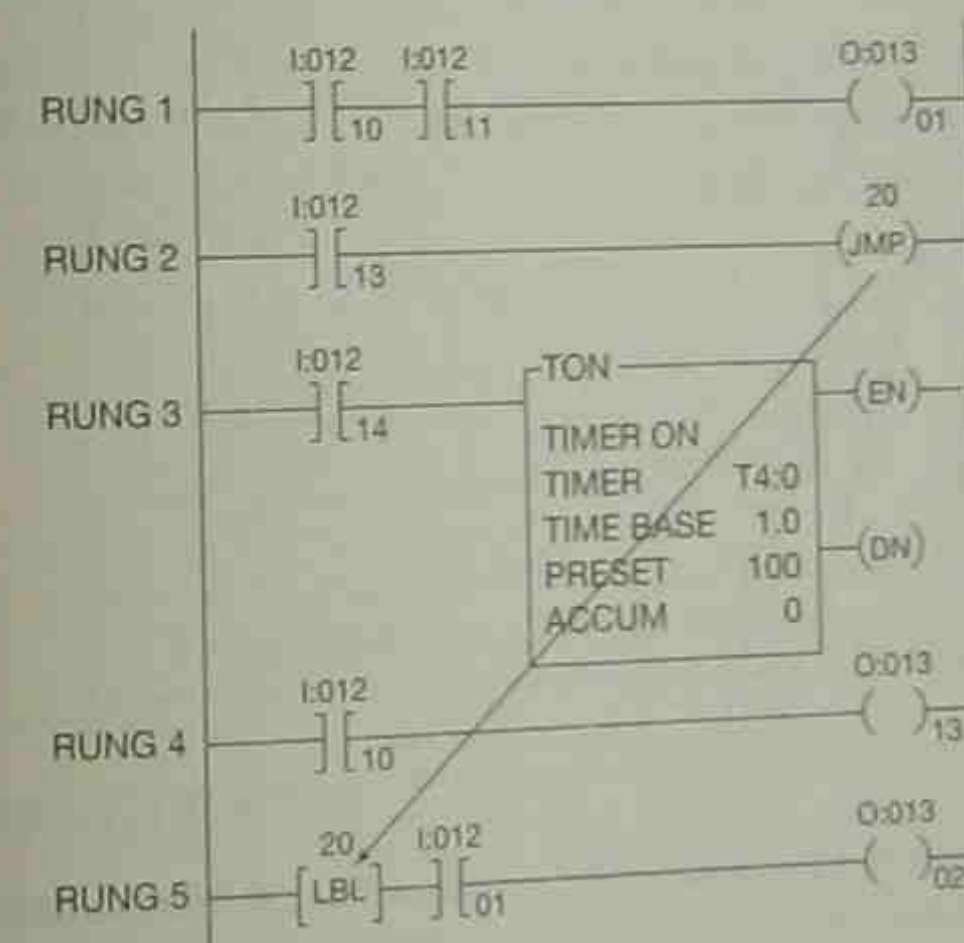 I:012 I:012 O:013
RUNG 1 ] [ 10 ] [ 11 ( ) 01
I:012 20
RUNG 2 ] [ 13 (JMP)
I:012 TON
RUNG 3 ] [ 14 (EN)
TIMER ON
TIMER T4:0
TIME BASE 1.0 (DN)
PRESET 100
ACCUM 0
I:012 O:013
RUNG 4 ] [ 10 ( ) 13
20 I:012 O:013
RUNG 5 [LBL] ] [ 01 ( ) 02